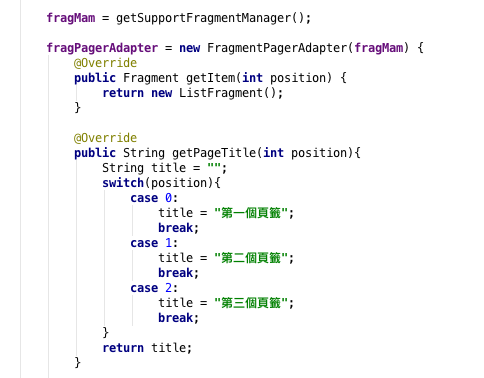 fragMam = getSupportFragmentManager();
fragPagerAdapter = new FragmentPagerAdapter(fragMam) {
@Override
public Fragment getItem(int position) {
return new ListFragment();
}
@Override
public String getPageTitle(int position){
String title = "";
switch(position){
case 0:
title = "第一個頁籤";
break;
case 1:
title = "第二個頁籤";
break;
case 2:
title = "第三個頁籤";
break;
}
return title;
}